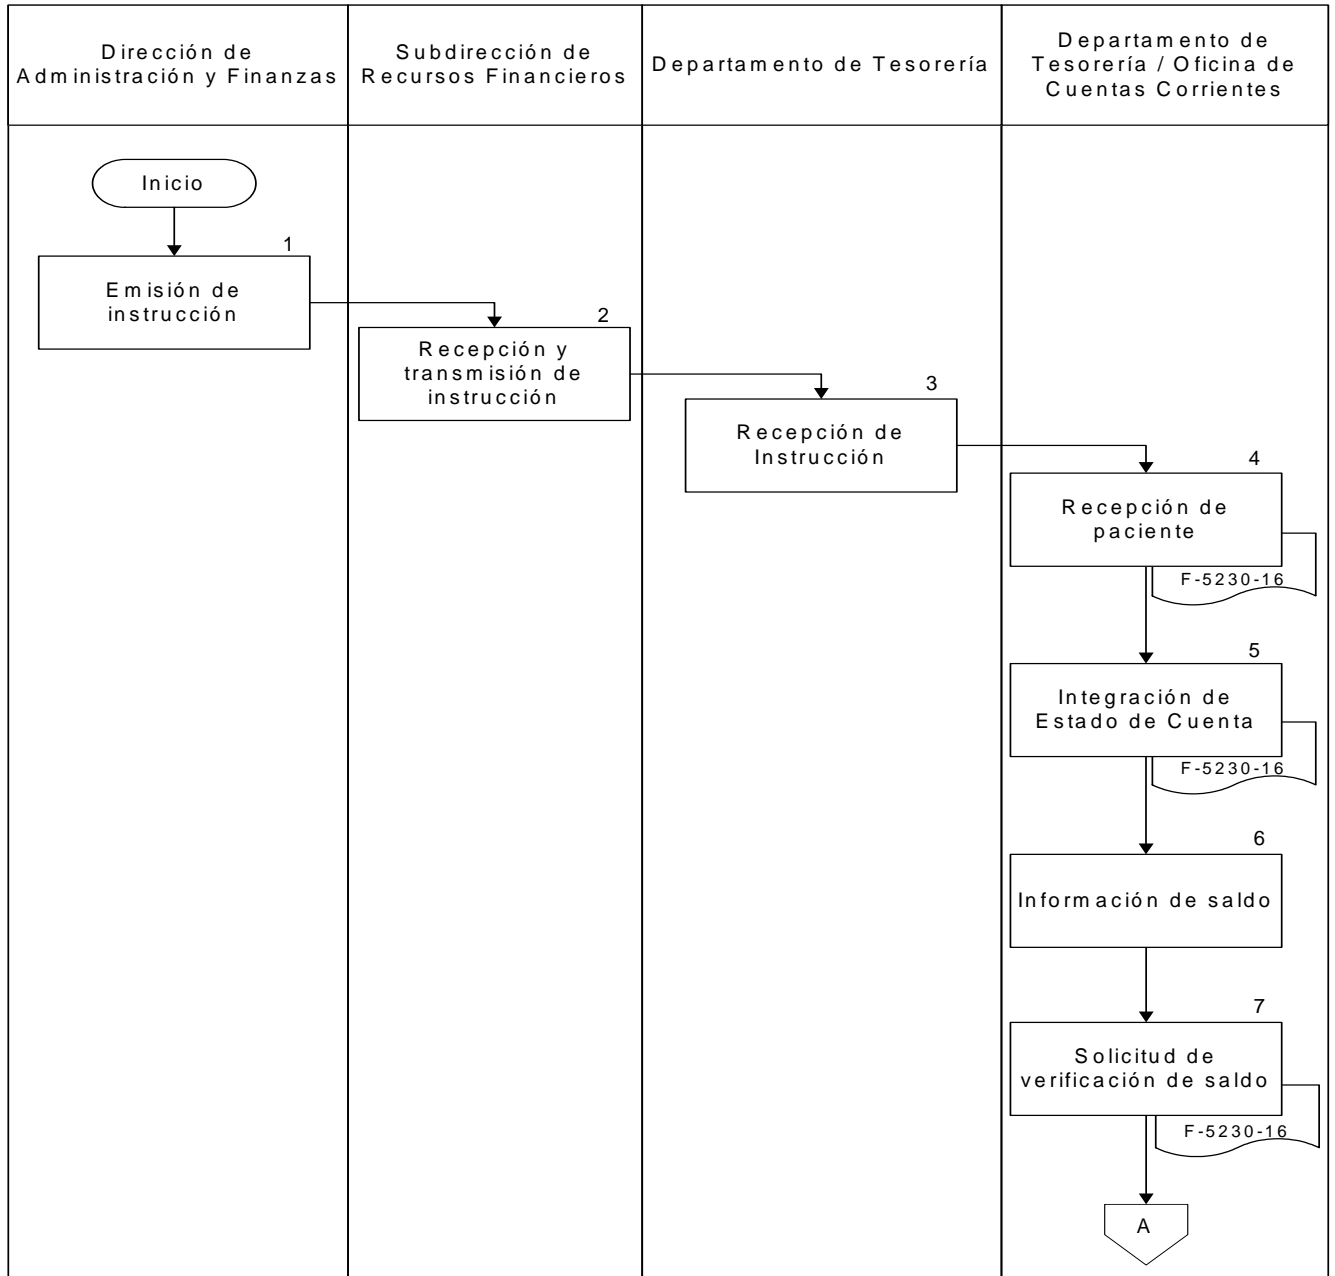 Dirección de
Administración y Finanzas
Subdirección de
Recursos Financieros
Departamento de Tesorería
Departamento de
Tesorería / Oficina de
Cuentas Corrientes
Inicio
1
Emisión de
instrucción
2
Recepción y
transmisión de
instrucción
3
Recepción de
Instrucción
4
Recepción de
paciente
F-5230-16
5
Integración de
Estado de Cuenta
F-5230-16
6
Información de saldo
7
Solicitud de
verificación de saldo
F-5230-16
A